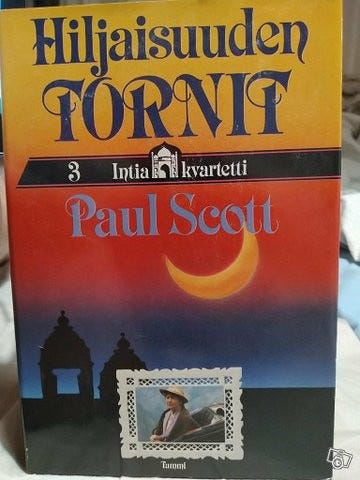 Hiljaisuuden
TORNIT
3 Intia kvartetti
Paul Scott
Tammi